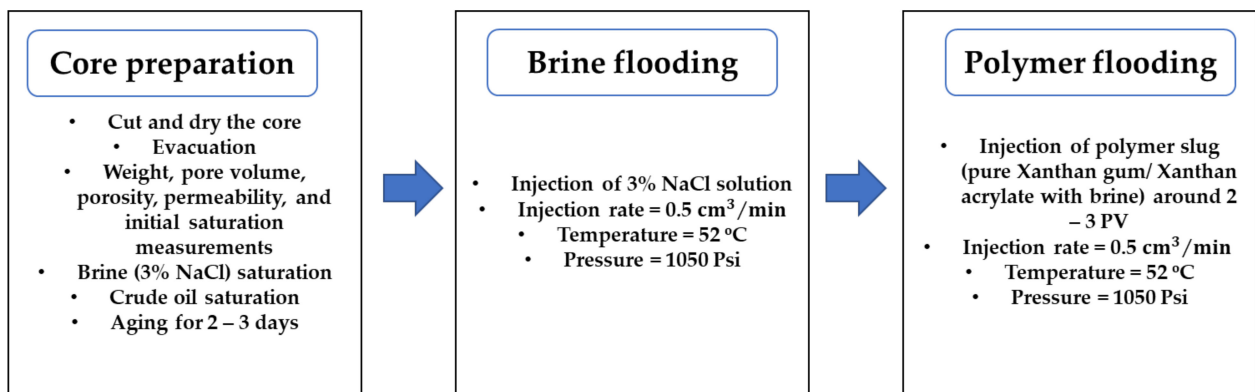 Core preparation
• Cut and dry the core
• Evacuation
• Weight, pore volume,
porosity, permeability, and
initial saturation
measurements
• Brine (3% NaCl) saturation
• Crude oil saturation
• Aging for 2 – 3 days
Brine flooding
• Injection of 3% NaCl solution
• Injection rate = 0.5 cm³/min
• Temperature = 52 ºC
• Pressure = 1050 Psi
Polymer flooding
• Injection of polymer slug
(pure Xanthan gum/ Xanthan
acrylate with brine) around 2
– 3 PV
• Injection rate = 0.5 cm³/min
• Temperature = 52 ºC
• Pressure = 1050 Psi